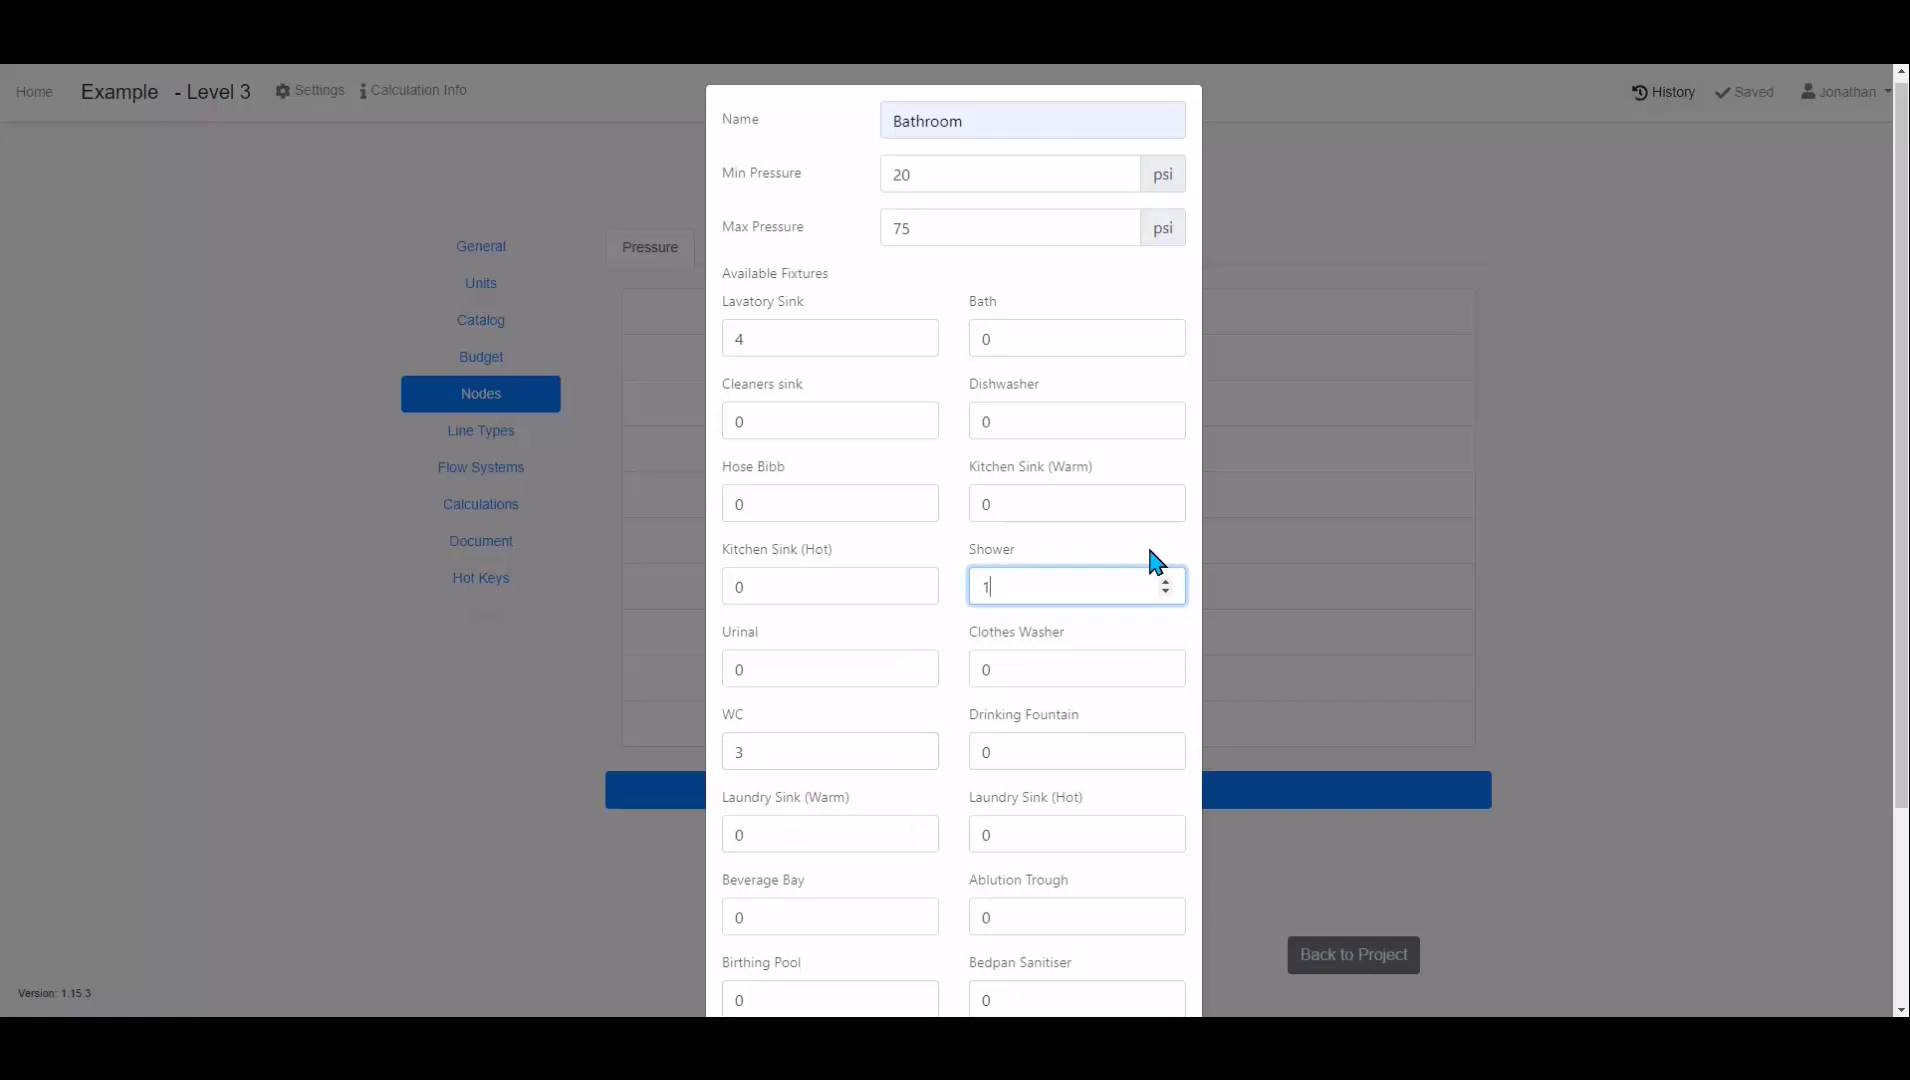 Home Example - Level 3 Settings Calculation Info History Saved Jonathan
Name Bathroom
Min Pressure 20 psi
Max Pressure 75 psi
General
Units
Catalog
Budget
Nodes
Line Types
Flow Systems
Calculations
Document
Hot Keys
Pressure
Available Fixtures
Lavatory Sink Bath
4 0
Cleaners sink Dishwasher
0 0
Hose Bibb Kitchen Sink (Warm)
0 0
Kitchen Sink (Hot) Shower
0 1
Urinal Clothes Washer
0 0
WC Drinking Fountain
3 0
Laundry Sink (Warm) Laundry Sink (Hot)
0 0
Beverage Bay Ablution Trough
0 0
Birthing Pool Bedpan Sanitiser
0 0
Back to Project
Version: 1.15.3